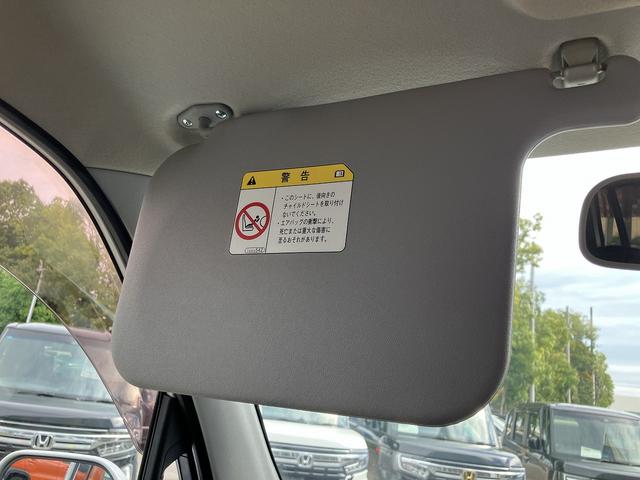 警告
・このシートに、後向きの
チャイルドシートを取り付け
ないでください。
・エアバッグの衝撃により、
死亡または重大な傷害に
至るおそれがあります。